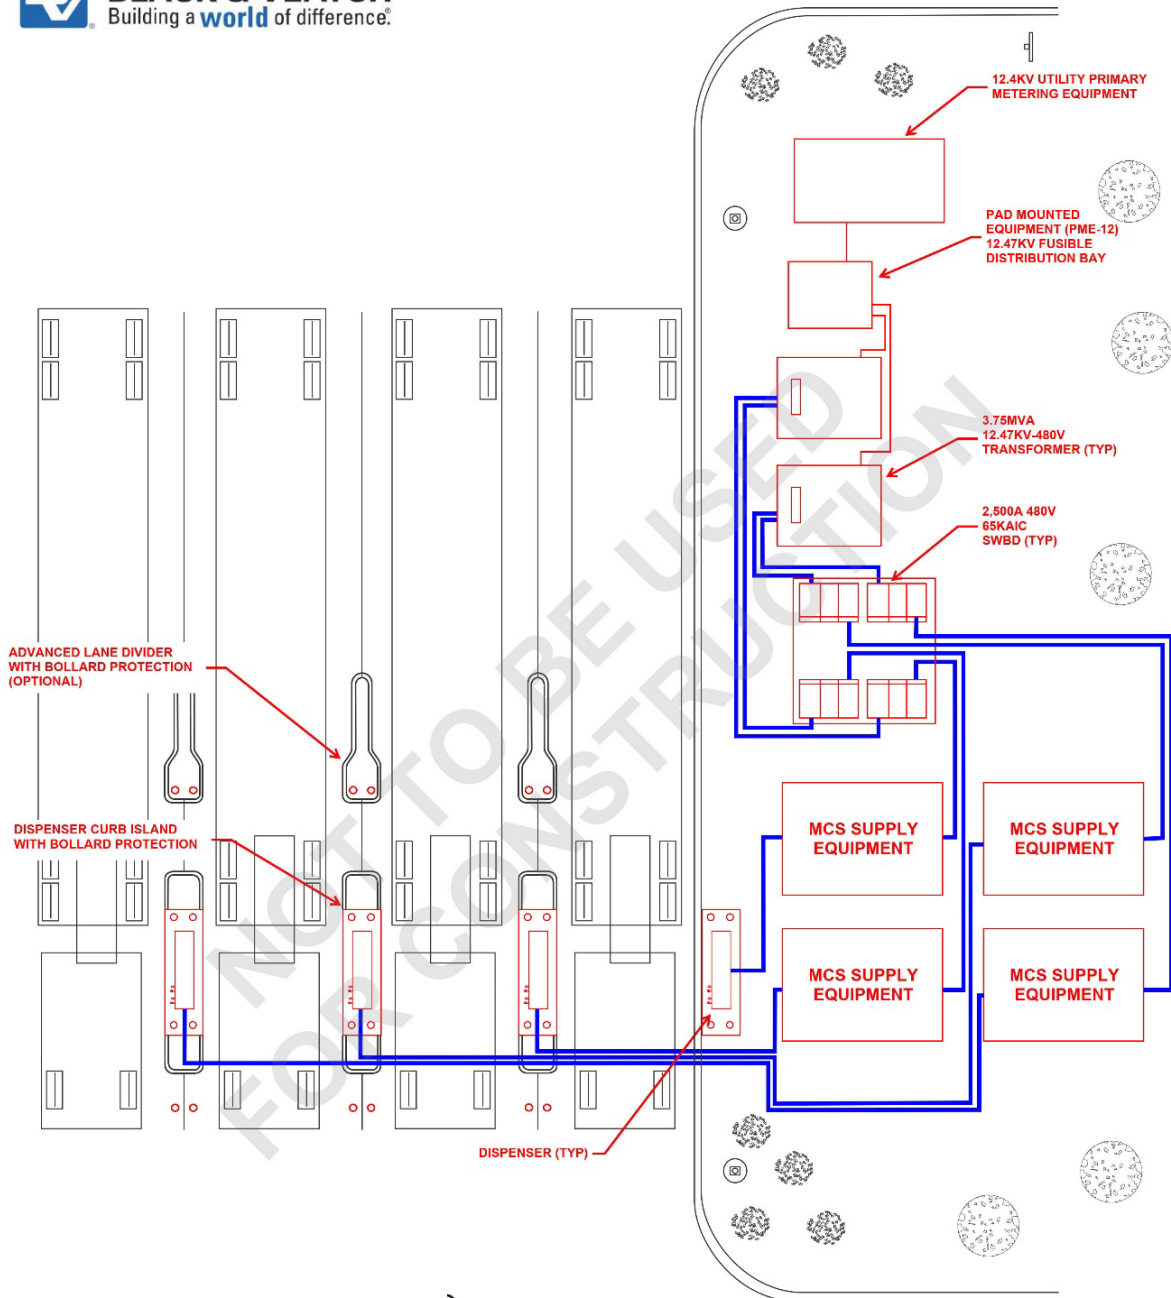 BLACK & VEATCH
Building a world of difference.
12.4KV UTILITY PRIMARY
METERING EQUIPMENT
PAD MOUNTED
EQUIPMENT (PME-12)
12.47KV FUSIBLE
DISTRIBUTION BAY
3.75MVA
12.47KV-480V
TRANSFORMER (TYP)
2,500A 480V
65KAIC
SWBD (TYP)
ADVANCED LANE DIVIDER
WITH BOLLARD PROTECTION
(OPTIONAL)
DISPENSER CURB ISLAND
WITH BOLLARD PROTECTION
MCS SUPPLY
EQUIPMENT
MCS SUPPLY
EQUIPMENT
MCS SUPPLY
EQUIPMENT
MCS SUPPLY
EQUIPMENT
DISPENSER (TYP)
NOT TO BE USED
FOR CONSTRUCTION